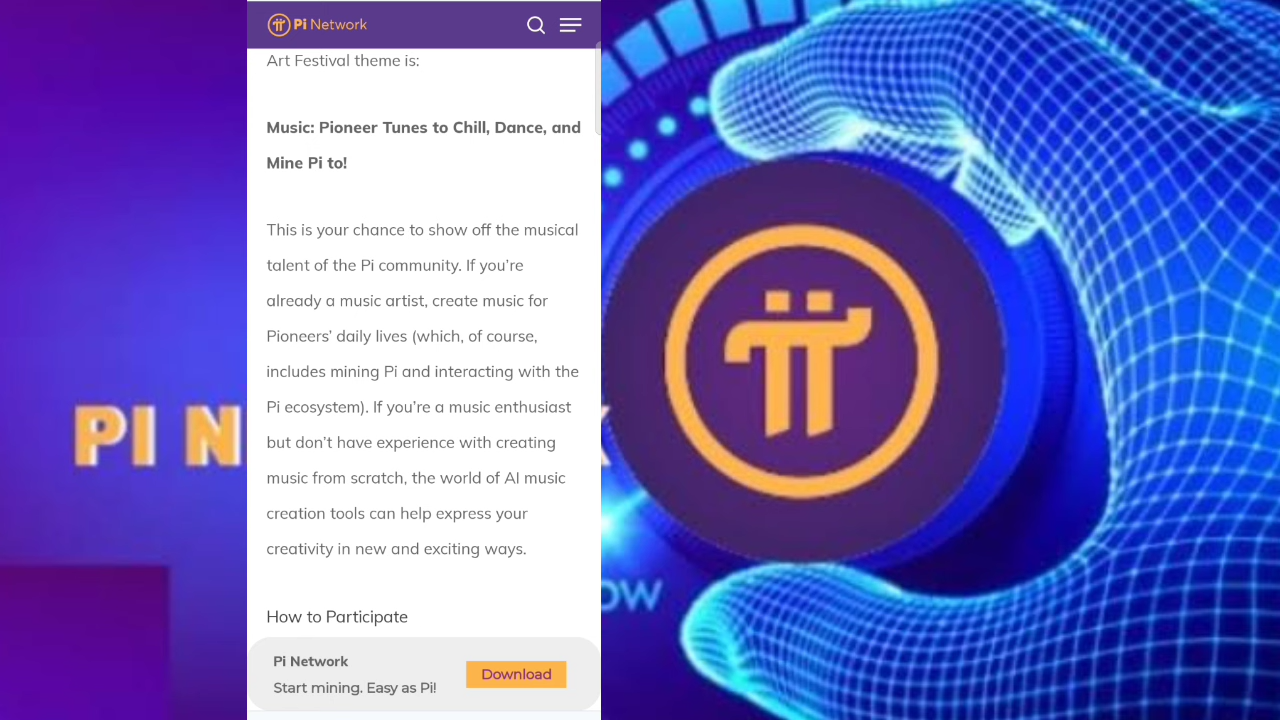 Pi Network
Art Festival theme is:
Music: Pioneer Tunes to Chill, Dance, and
Mine Pi to!
This is your chance to show off the musical
talent of the Pi community. If you’re
already a music artist, create music for
Pioneers’ daily lives (which, of course,
includes mining Pi and interacting with the
Pi ecosystem). If you’re a music enthusiast
but don’t have experience with creating
music from scratch, the world of AI music
creation tools can help express your
creativity in new and exciting ways.
How to Participate
Pi Network
Start mining. Easy as Pi!
Download
PI N